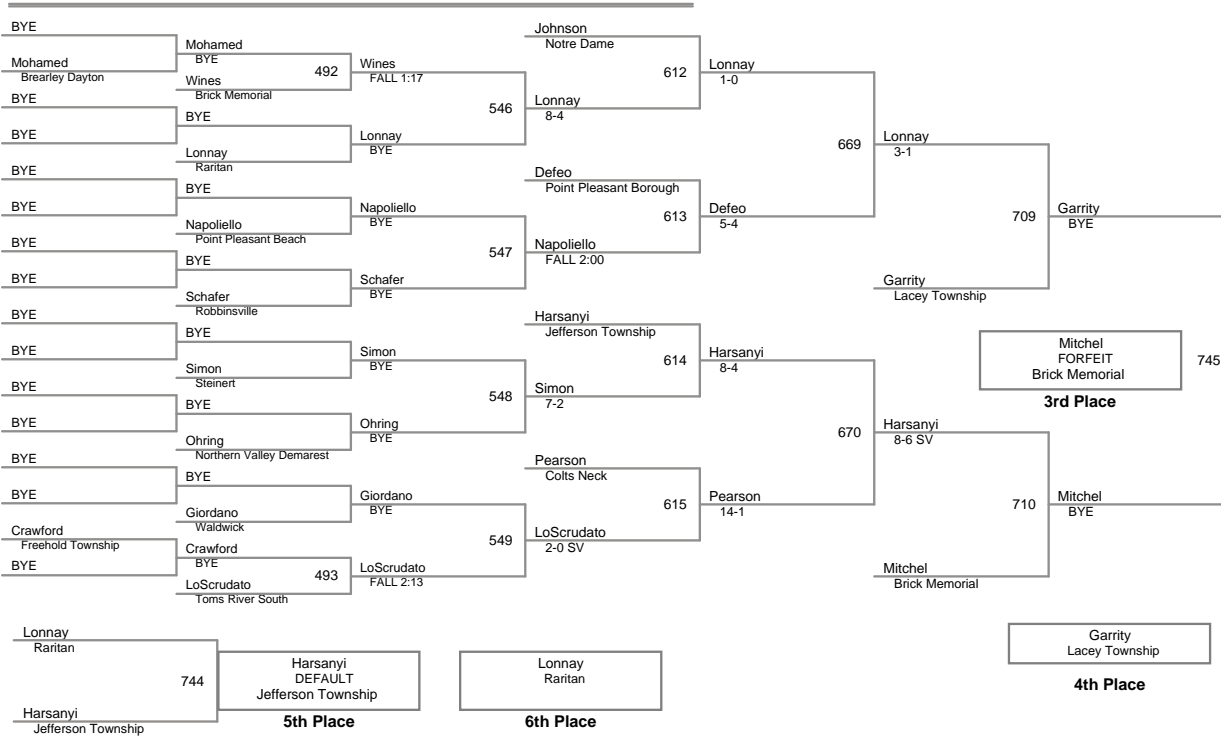 BYE
Mohamed
Brearley Dayton
BYE
BYE
BYE
BYE
BYE
BYE
BYE
BYE
BYE
BYE
BYE
BYE
Crawford
Freehold Township
BYE
Mohamed
BYE
492
Wines
Brick Memorial
BYE
Lonnay
Raritan
BYE
Napoliello
Point Pleasant Beach
BYE
Schafer
Robbinsville
BYE
Simon
Steinert
BYE
Ohring
Northern Valley Demarest
BYE
Giordano
Waldwick
Crawford
BYE
493
LoScrudato
Toms River South
Wines
FALL 1:17
546
Lonnay
BYE
Napoliello
BYE
547
Schafer
BYE
Simon
BYE
548
Ohring
BYE
Giordano
BYE
549
LoScrudato
FALL 2:13
Johnson
Notre Dame
612
Lonnay
8-4
Defeo
Point Pleasant Borough
613
Napoliello
FALL 2:00
Harsanyi
Jefferson Township
614
Simon
7-2
Pearson
Colts Neck
615
LoScrudato
2-0 SV
Lonnay
1-0
669
Defeo
5-4
Harsanyi
8-4
670
Pearson
14-1
Lonnay
3-1
709
Garrity
Lacey Township
Harsanyi
8-6 SV
710
Mitchel
Brick Memorial
Garrity
BYE
Mitchel
BYE
Mitchel
FORFEIT
Brick Memorial
745
3rd Place
Garrity
Lacey Township
4th Place
Lonnay
Raritan
744
Harsanyi
Jefferson Township
Harsanyi
DEFAULT
Jefferson Township
5th Place
Lonnay
Raritan
6th Place